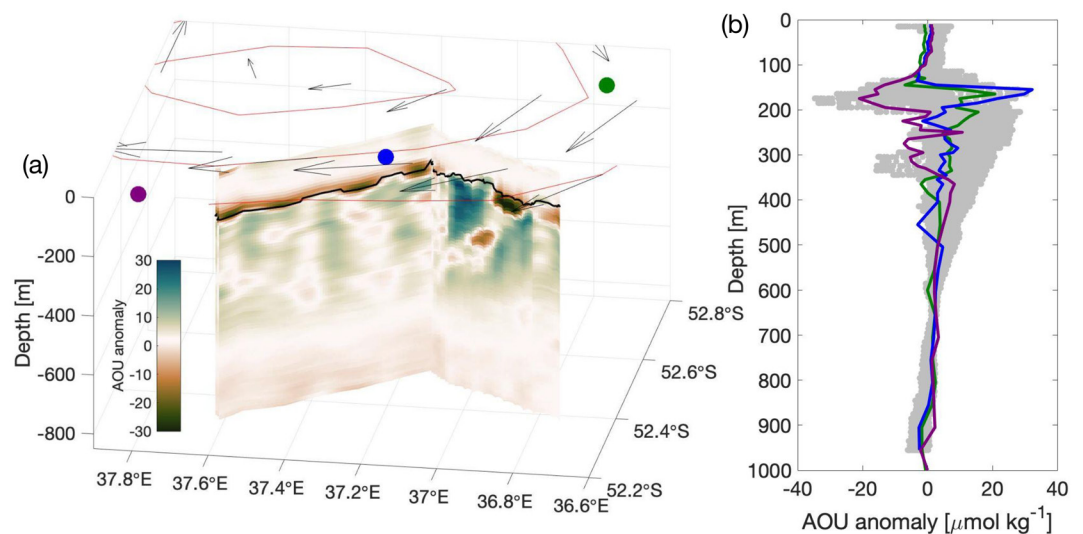 (a)
Depth [m]
0
-200
-400
-600
-800
AOU anomaly
30
20
10
0
-10
-20
-30
37.8°E
37.6°E
37.4°E
37.2°E
37°E
36.8°E
36.6°E
52.8°S
52.6°S
52.4°S
52.2°S
(b)
Depth [m]
0
100
200
300
400
500
600
700
800
900
1000
-40
-20
0
20
40
AOU anomaly [μmol kg⁻¹]